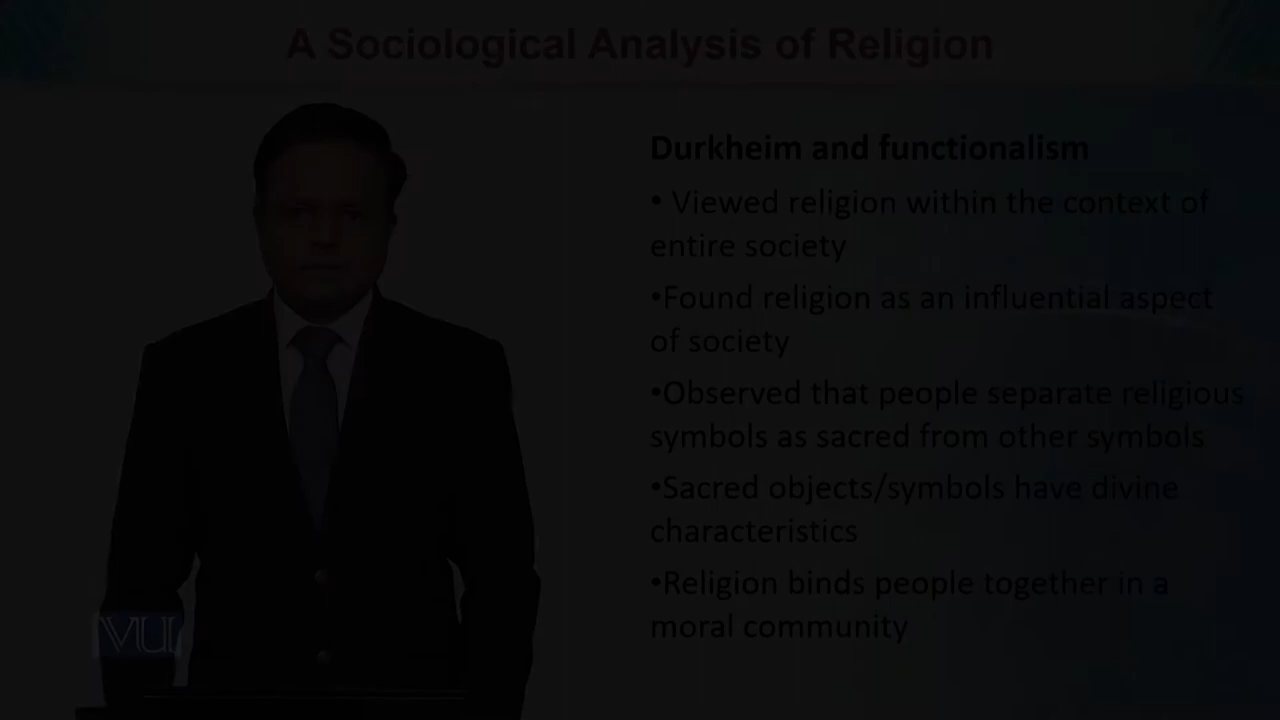 A Sociological Analysis of Religion
Durkheim and functionalism
• Viewed religion within the context of
entire society
•Found religion as an influential aspect
of society
•Observed that people separate religious
symbols as sacred from other symbols
•Sacred objects/symbols have divine
characteristics
•Religion binds people together in a
moral community
VU